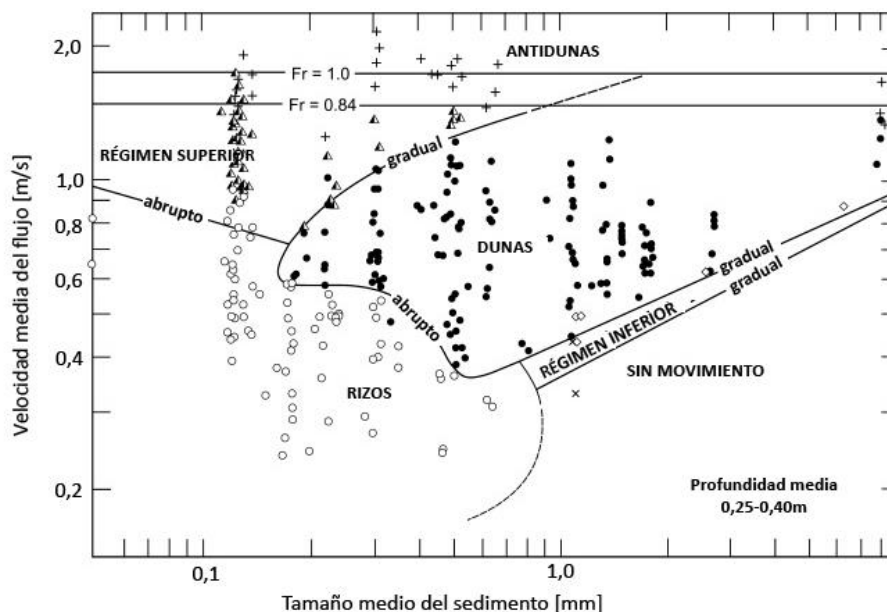 2,0
ANTIDUNAS
Fr = 1.0
Fr = 0.84
RÉGIMEN SUPERIOR
gradual
1,0
abrupto
0,8
DUNAS
0,6
gradual
abrupto
gradual
RÉGIMEN INFERIOR
0,4
SIN MOVIMIENTO
RIZOS
0,2
Profundidad media
0,25-0,40m
0,1
1,0
Velocidad media del flujo [m/s]
Tamaño medio del sedimento [mm]